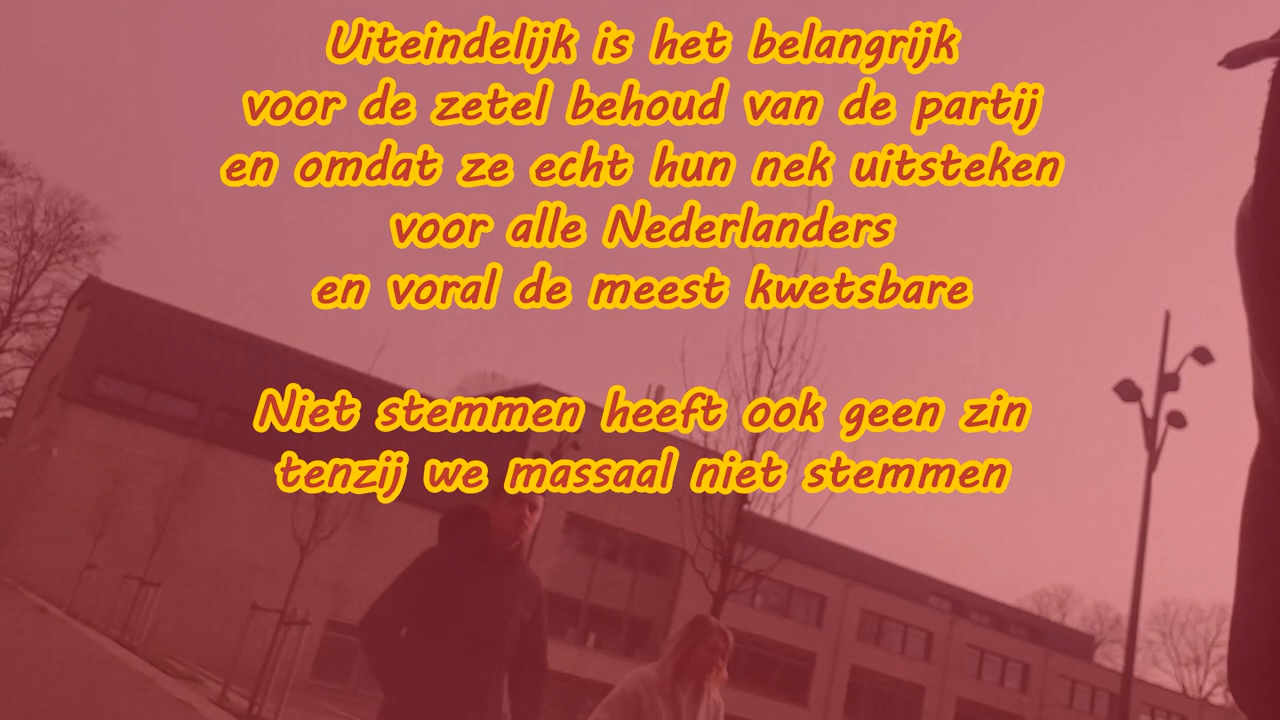 Uiteindelijk is het belangrijk
voor de zetel behoud van de partij
en omdat ze echt hun nek uitsteken
voor alle Nederlanders
en voral de meest kwetsbare
Niet stemmen heeft ook geen zin
tenzij we massaal niet stemmen